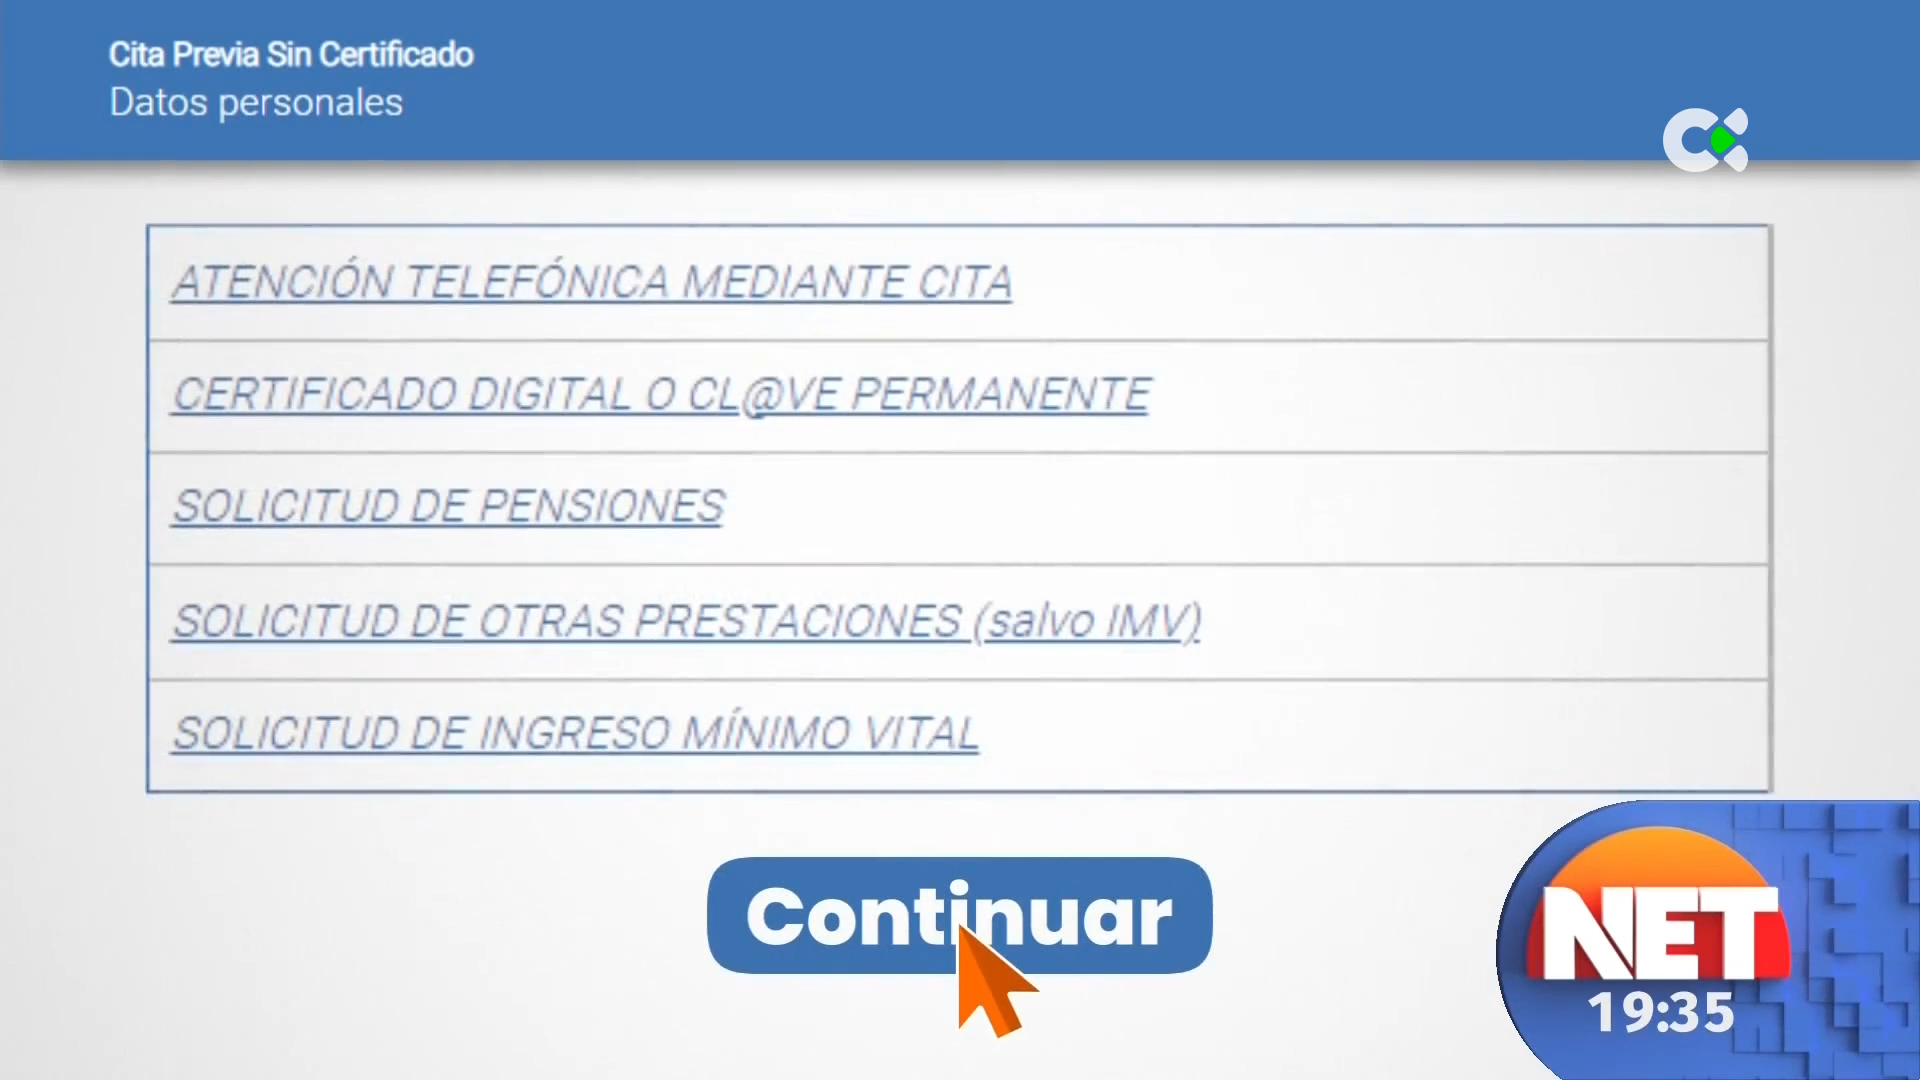 Cita Previa Sin Certificado
Datos personales
ATENCIÓN TELEFÓNICA MEDIANTE CITA
CERTIFICADO DIGITAL O CL@VE PERMANENTE
SOLICITUD DE PENSIONES
SOLICITUD DE OTRAS PRESTACIONES (salvo IMV)
SOLICITUD DE INGRESO MÍNIMO VITAL
Continuar
NET
19:35